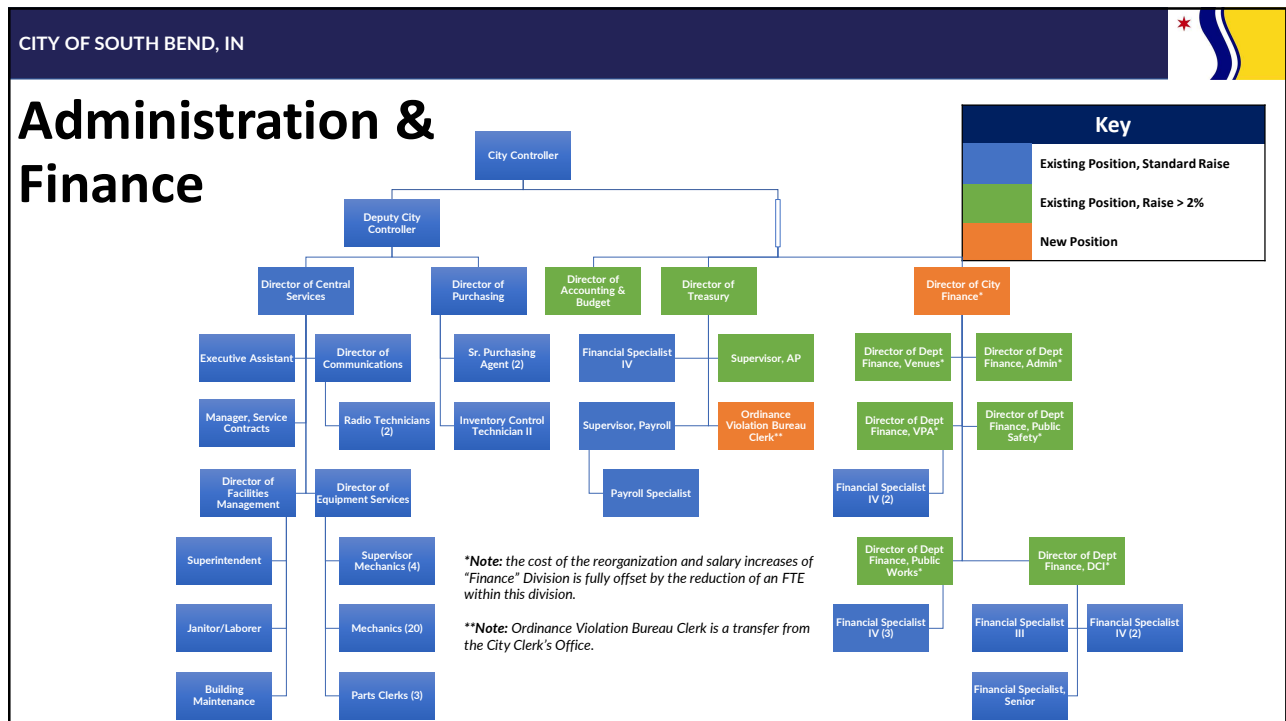 CITY OF SOUTH BEND, IN
Administration &
Finance
Key
Existing Position, Standard Raise
Existing Position, Raise > 2%
New Position
City Controller
Deputy City
Controller
Director of Central
Services
Director of
Purchasing
Director of
Accounting &
Budget
Director of
Treasury
Director of City
Finance*
Executive Assistant
Director of
Communications
Sr. Purchasing
Agent (2)
Financial Specialist
IV
Supervisor, AP
Director of Dept
Finance, Venues*
Director of Dept
Finance, Admin*
Manager, Service
Contracts
Radio Technicians
(2)
Inventory Control
Technician II
Supervisor, Payroll
Ordinance
Violation Bureau
Clerk**
Director of Dept
Finance, VPA*
Director of Dept
Finance, Public
Safety*
Director of
Facilities
Management
Director of
Equipment Services
Payroll Specialist
Financial Specialist
IV (2)
Superintendent
Supervisor
Mechanics (4)
*Note: the cost of the reorganization and salary increases of
"Finance" Division is fully offset by the reduction of an FTE
within this division.
Director of Dept
Finance, Public
Works*
Director of Dept
Finance, DCI*
Janitor/Laborer
Mechanics (20)
**Note: Ordinance Violation Bureau Clerk is a transfer from
the City Clerk's Office.
Financial Specialist
IV (3)
Financial Specialist
III
Financial Specialist
IV (2)
Building
Maintenance
Parts Clerks (3)
Financial Specialist,
Senior